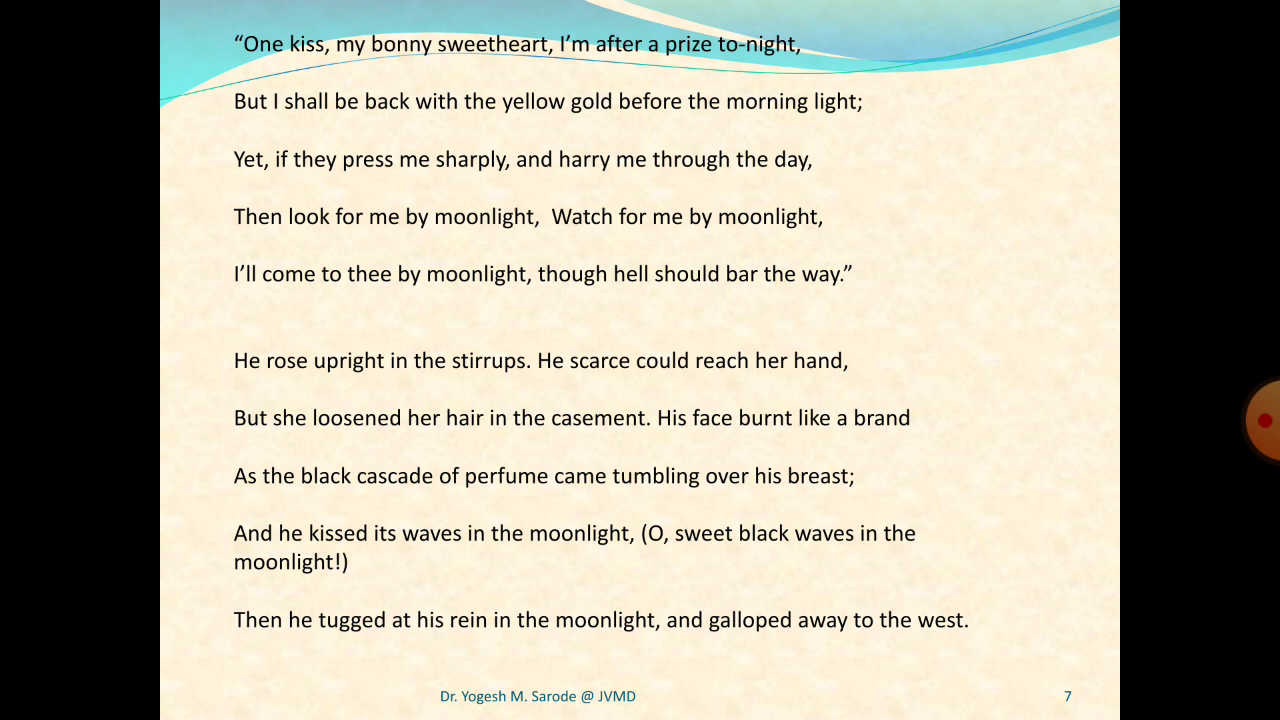 “One kiss, my bonny sweetheart, I’m after a prize to-night,
But I shall be back with the yellow gold before the morning light;
Yet, if they press me sharply, and harry me through the day,
Then look for me by moonlight,  Watch for me by moonlight,
I’ll come to thee by moonlight, though hell should bar the way.”
He rose upright in the stirrups. He scarce could reach her hand,
But she loosened her hair in the casement. His face burnt like a brand
As the black cascade of perfume came tumbling over his breast;
And he kissed its waves in the moonlight, (O, sweet black waves in the
moonlight!)
Then he tugged at his rein in the moonlight, and galloped away to the west.
Dr. Yogesh M. Sarode @ JVMD
7